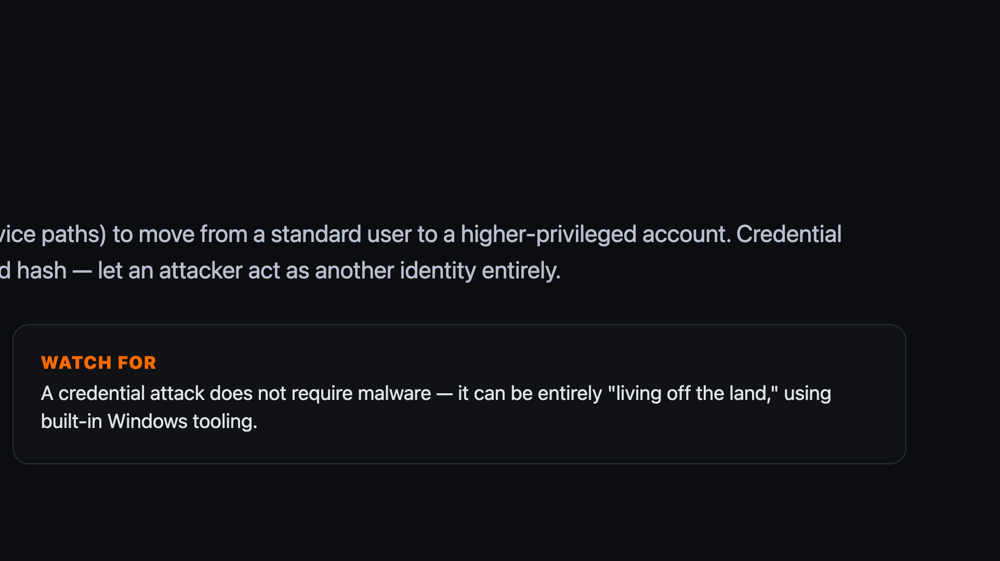 paths) to move from a standard user to a higher-privileged account. Credential
hash — let an attacker act as another identity entirely.
WATCH FOR
A credential attack does not require malware — it can be entirely "living off the land," using
built-in Windows tooling.